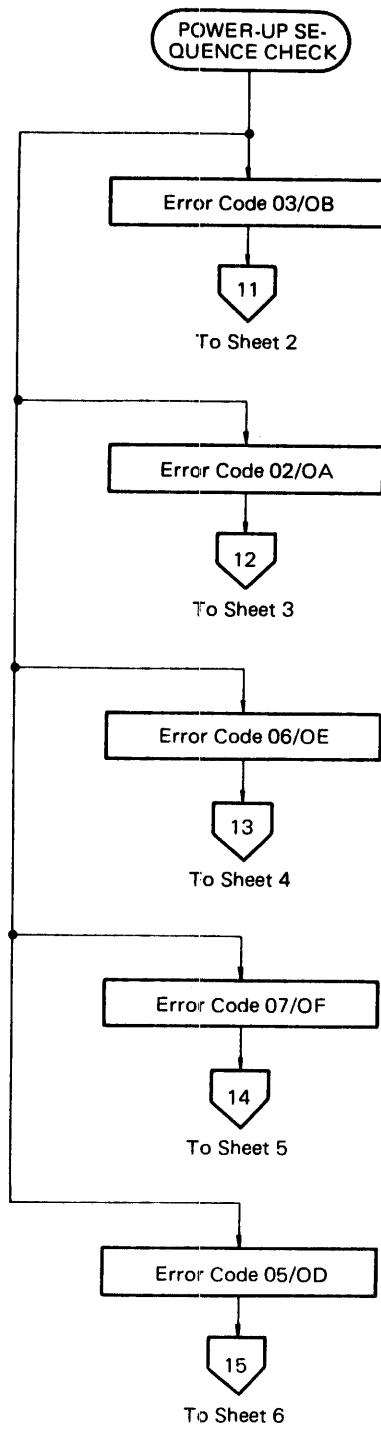 POWER-UP SE-
QUENCE CHECK
Error Code 03/OB
11
To Sheet 2
Error Code 02/OA
12
To Sheet 3
Error Code 06/OE
13
To Sheet 4
Error Code 07/OF
14
To Sheet 5
Error Code 05/OD
15
To Sheet 6